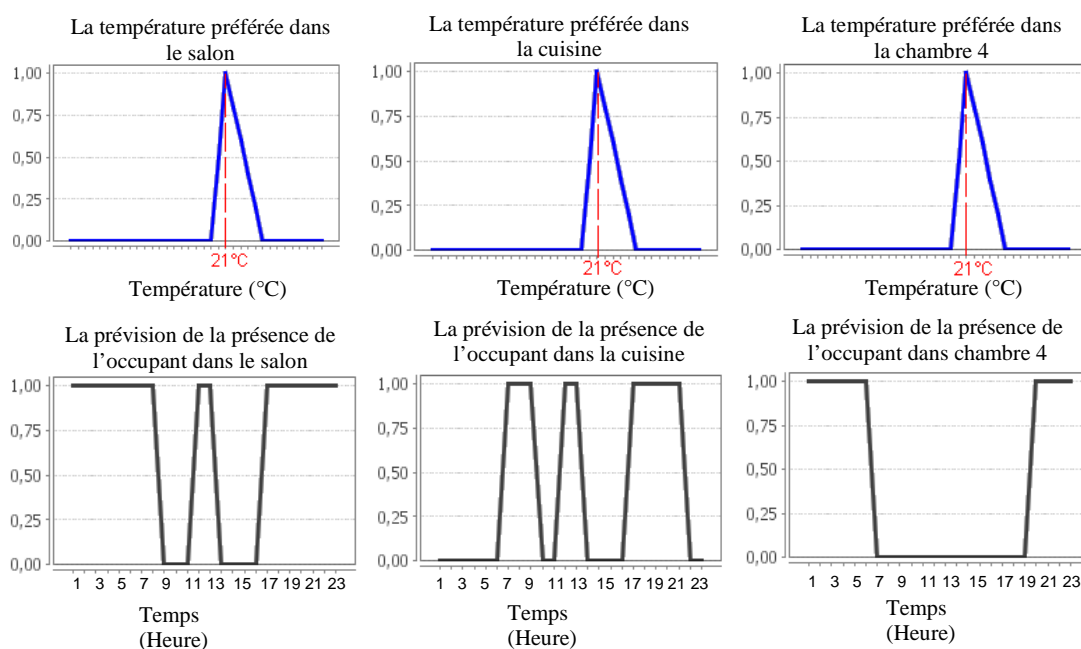 La température préférée dans
le salon
1,00
0,75
0,50
0,25
0,00
21°C
Température (°C)
La température préférée dans
la cuisine
1,00
0,75
0,50
0,25
0,00
21°C
Température (°C)
La température préférée dans
la chambre 4
1,00
0,75
0,50
0,25
0,00
21°C
Température (°C)
La prévision de la présence de
l’occupant dans le salon
1,00
0,75
0,50
0,25
0,00
1 3 5 7 9 11 13 15 17 19 21 23
Temps
(Heure)
La prévision de la présence de
l’occupant dans la cuisine
1,00
0,75
0,50
0,25
0,00
1 3 5 7 9 11 13 15 17 19 21 23
Temps
(Heure)
La prévision de la présence de
l’occupant dans chambre 4
1,00
0,75
0,50
0,25
0,00
1 3 5 7 9 11 13 15 17 19 21 23
Temps
(Heure)